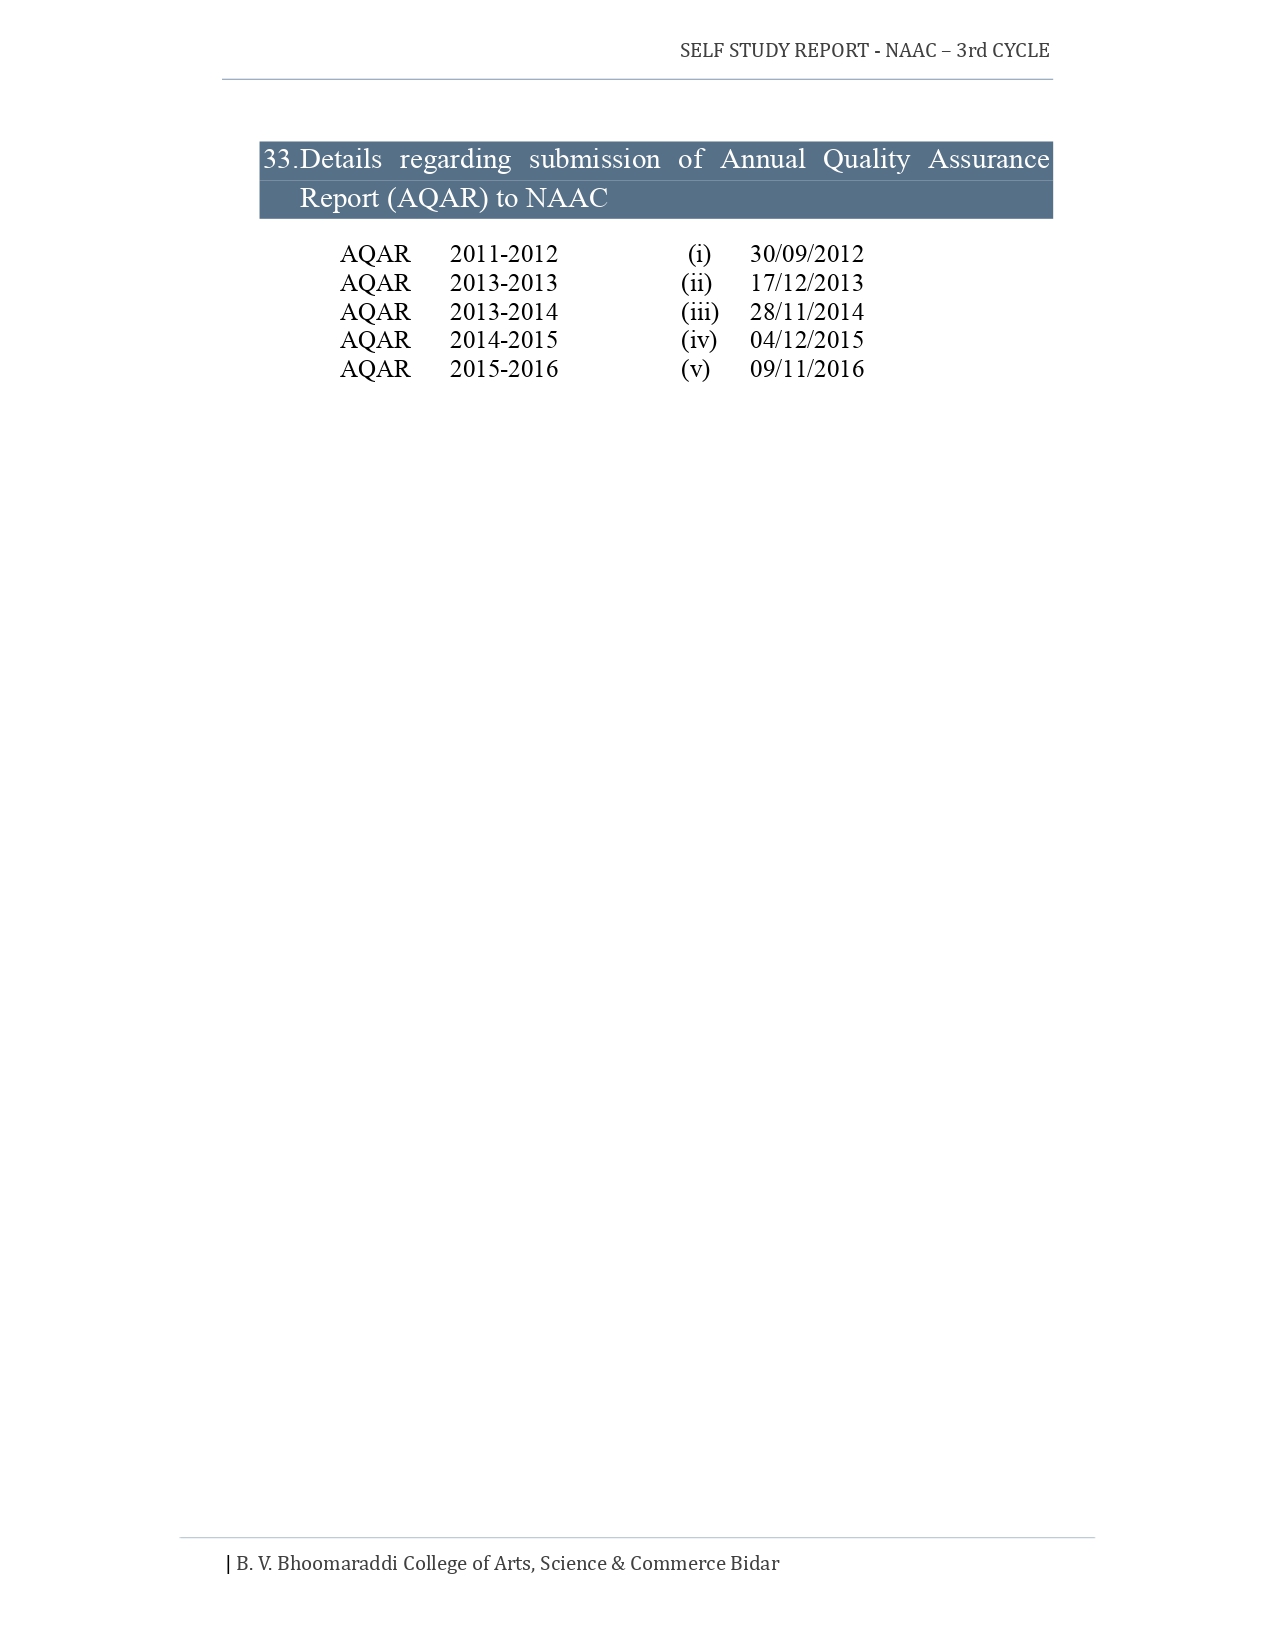 SELF STUDY REPORT - NAAC – 3rd CYCLE
33.Details regarding submission of Annual Quality Assurance
Report (AQAR) to NAAC
AQAR 2011-2012 (i) 30/09/2012
AQAR 2013-2013 (ii) 17/12/2013
AQAR 2013-2014 (iii) 28/11/2014
AQAR 2014-2015 (iv) 04/12/2015
AQAR 2015-2016 (v) 09/11/2016
| B. V. Bhoomaraddi College of Arts, Science & Commerce Bidar